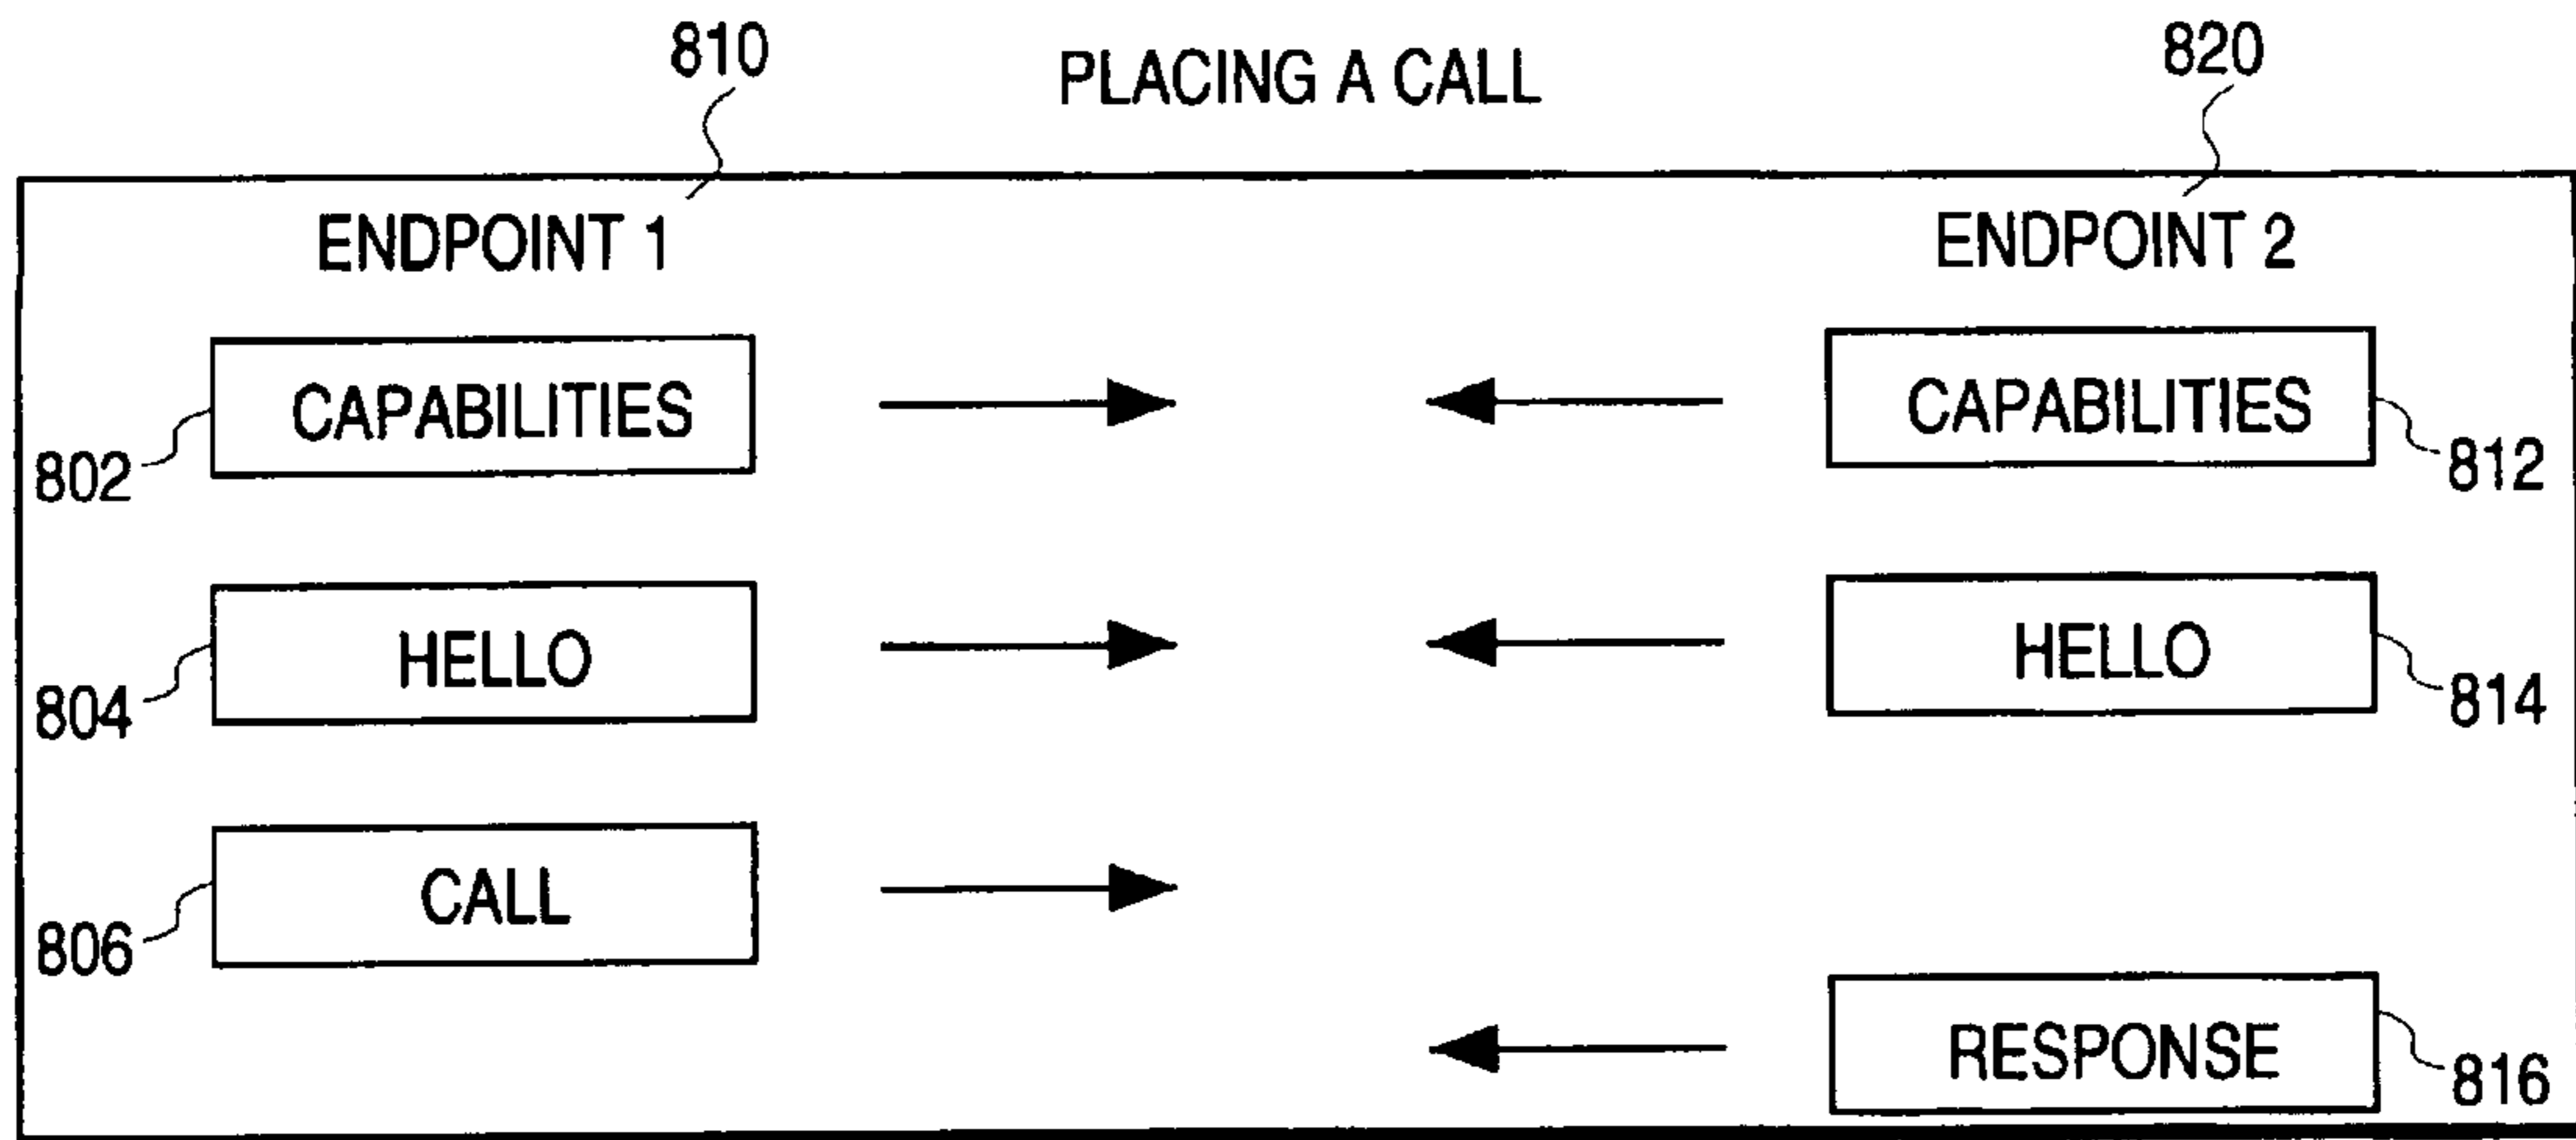 810
PLACING A CALL
820
ENDPOINT 1
ENDPOINT 2
CAPABILITIES
CAPABILITIES
802
812
HELLO
HELLO
804
814
CALL
806
RESPONSE
816